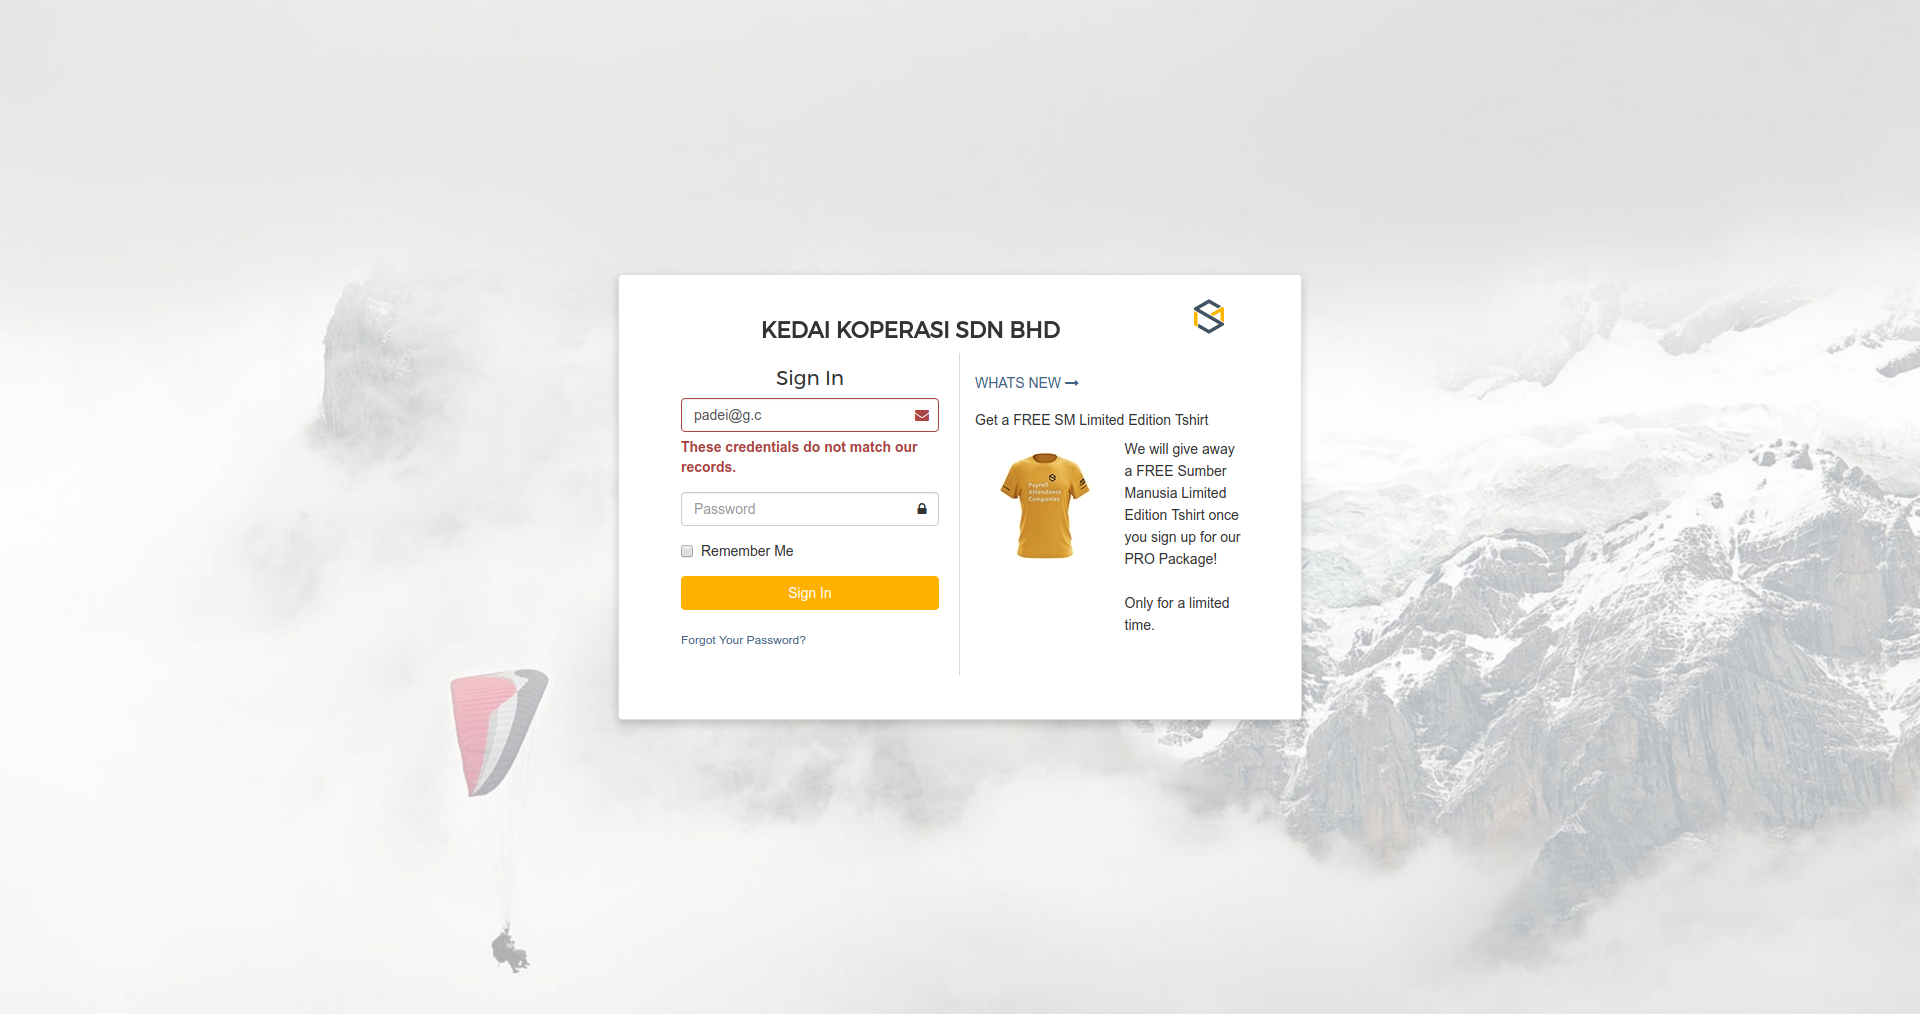 KEDAI KOPERASI SDN BHD
Sign In
padei@g.c
These credentials do not match our
records.
Password
Remember Me
Sign In
Forgot Your Password?
WHATS NEW
Get a FREE SM Limited Edition Tshirt
Payroll
Attendance
Companies
We will give away
a FREE Sumber
Manusia Limited
Edition Tshirt once
you sign up for our
PRO Package!
Only for a limited
time.